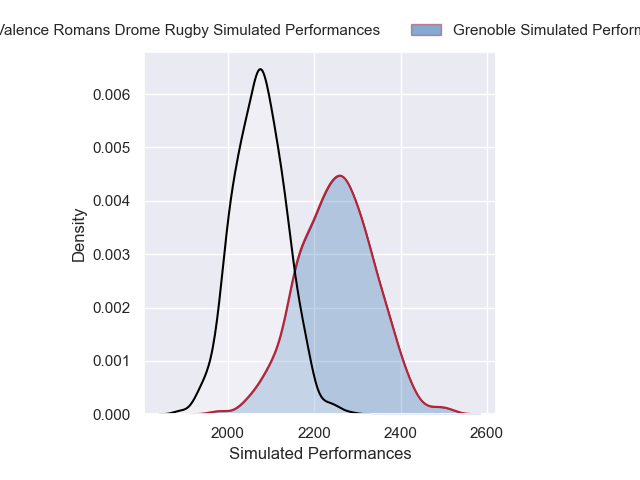 Valence Romans Drome Rugby Simulated Performances
Grenoble Simulated Perform
0.006
0.005
0.004
0.003
0.002
0.001
0.000
Density
2000 2200 2400 2600
Simulated Performances